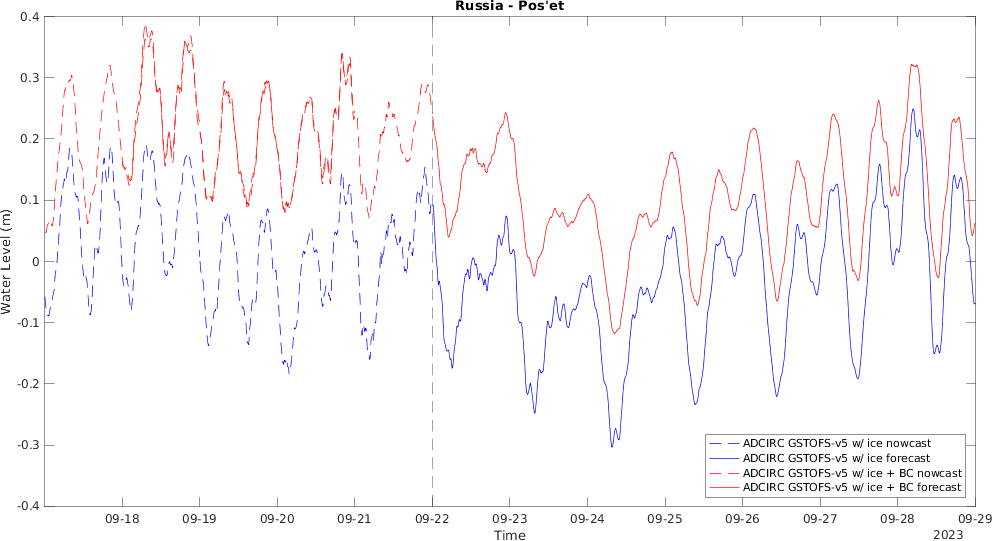 Russia - Pos'et
Water Level (m)
0.4
0.3
0.2
0.1
0
-0.1
-0.2
-0.3
-0.4
ADCIRC GSTOFS-v5 w/ ice nowcast
ADCIRC GSTOFS-v5 w/ ice forecast
ADCIRC GSTOFS-v5 w/ ice + BC nowcast
ADCIRC GSTOFS-v5 w/ ice + BC forecast
09-18 09-19 09-20 09-21 09-22 09-23 09-24 09-25 09-26 09-27 09-28 09-29
Time
2023